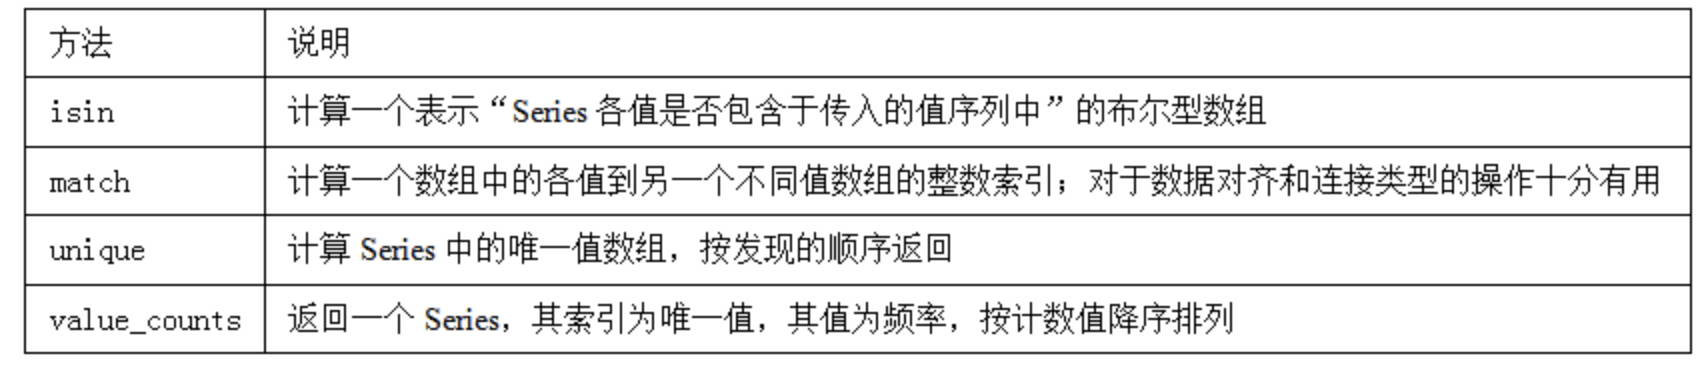 方法 说明
isin 计算一个表示“Series 各值是否包含于传入的值序列中”的布尔型数组
match 计算一个数组中的各值到另一个不同值数组的整数索引；对于数据对齐和连接类型的操作十分有用
unique 计算 Series 中的唯一值数组，按发现的顺序返回
value_counts 返回一个 Series，其索引为唯一值，其值为频率，按计数值降序排列